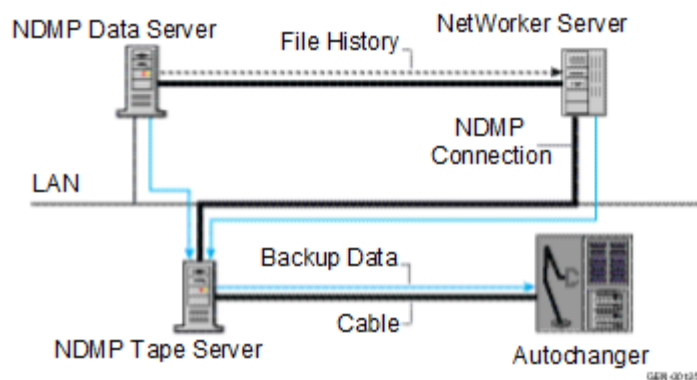 NDMP Data Server
NetWorker Server
File History
NDMP
Connection
LAN
Backup Data
Cable
NDMP Tape Server
Autochanger